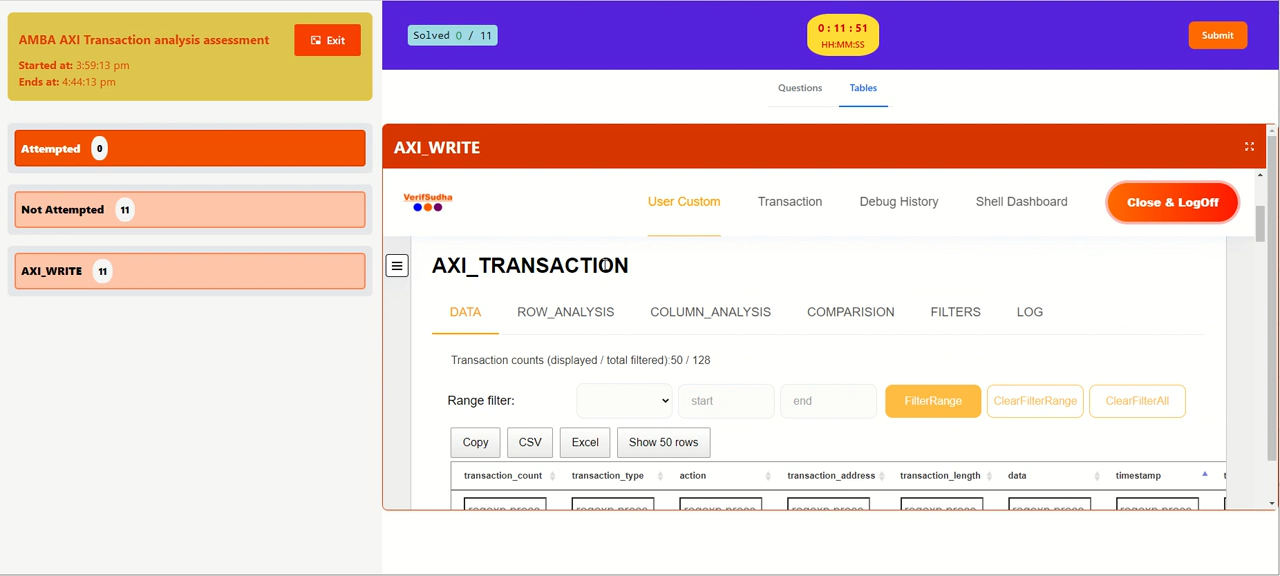 AMBA AXI Transaction analysis assessment
Exit
Started at: 3:59:13 pm
Ends at: 4:44:13 pm
Attempted 0
Not Attempted 11
AXI_WRITE 11
Solved 0 / 11
0 : 11 : 51
HH:MM:SS
Submit
Questions Tables
AXI_WRITE
VerifSudha
User Custom Transaction Debug History Shell Dashboard
Close & LogOff
AXI_TRANSACTION
DATA ROW_ANALYSIS COLUMN_ANALYSIS COMPARISION FILTERS LOG
Transaction counts (displayed / total filtered):50 / 128
Range filter: start end FilterRange ClearFilterRange ClearFilterAll
Copy CSV Excel Show 50 rows
transaction_count transaction_type action transaction_address transaction_length data timestamp